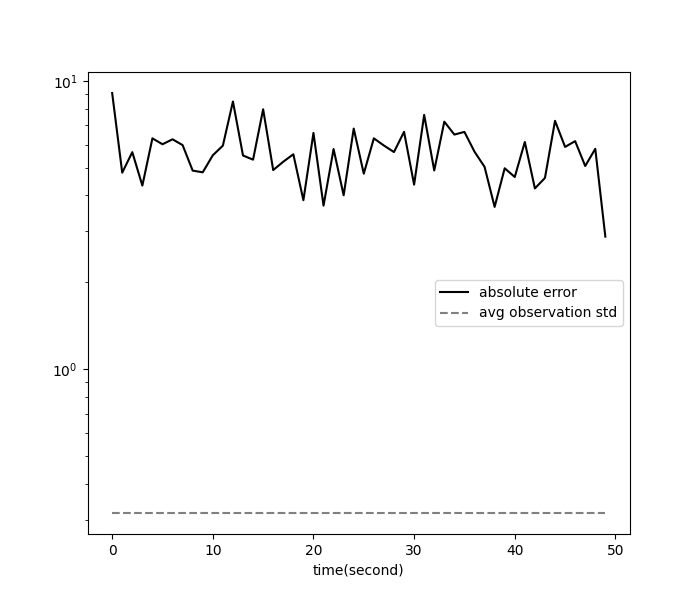 10¹
10⁰
absolute error
avg observation std
0 10 20 30 40 50
time(second)